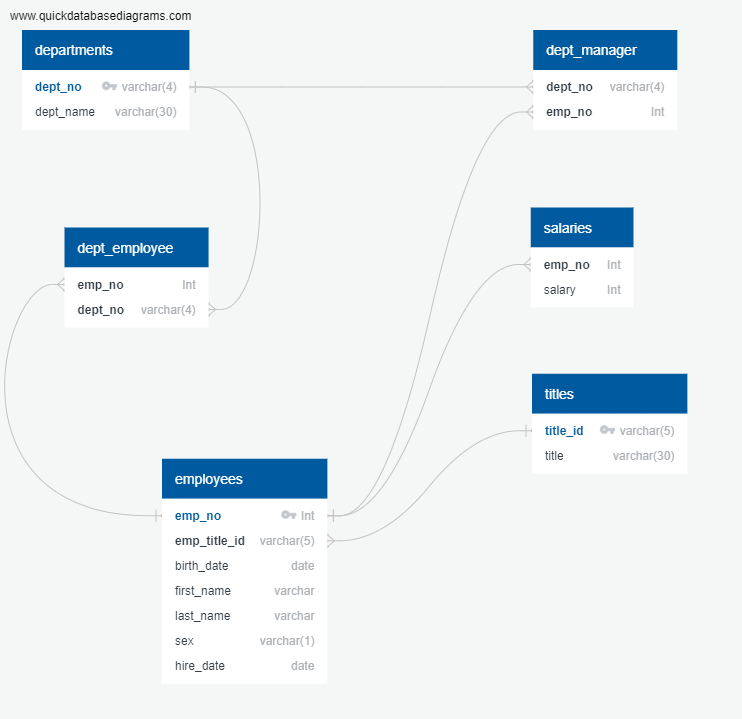 www.quickdatabasediagrams.com
departments
dept_no varchar(4)
dept_name varchar(30)
dept_manager
dept_no varchar(4)
emp_no Int
dept_employee
emp_no Int
dept_no varchar(4)
salaries
emp_no Int
salary Int
titles
title_id varchar(5)
title varchar(30)
employees
emp_no Int
emp_title_id varchar(5)
birth_date date
first_name varchar
last_name varchar
sex varchar(1)
hire_date date